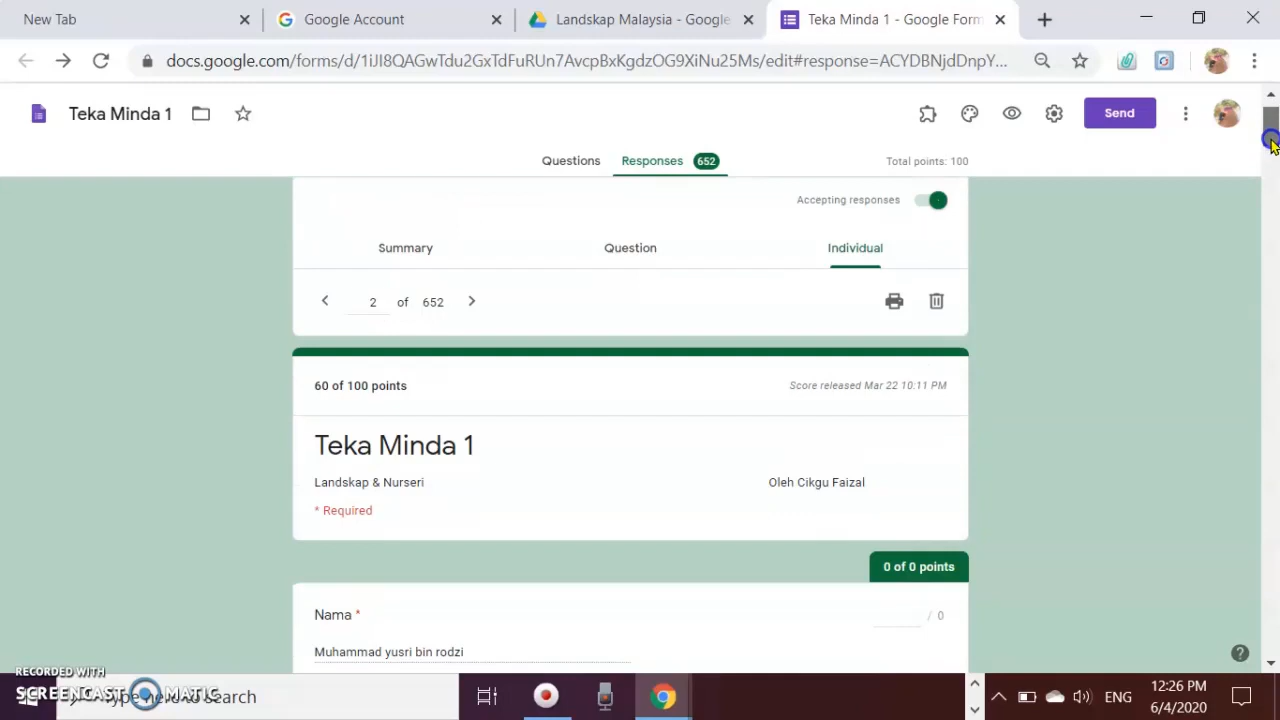 New Tab
Google Account
Landskap Malaysia - Google
Teka Minda 1 - Google Form
docs.google.com/forms/d/1iJI8QAGwTdu2GxTdFuRUn7AvcpBxKgdzOG9XiNu25Ms/edit#response=ACYDBNjdDnpY...
Teka Minda 1
Send
Questions
Responses 652
Total points: 100
Accepting responses
Summary
Question
Individual
2 of 652
60 of 100 points
Score released Mar 22 10:11 PM
Teka Minda 1
Landskap & Nurseri
Oleh Cikgu Faizal
* Required
0 of 0 points
Nama *
/ 0
Muhammad yusri bin rodzi
RECORDED WITH
SCREENCAST MATIC
Type here to search
ENG
12:26 PM
6/4/2020